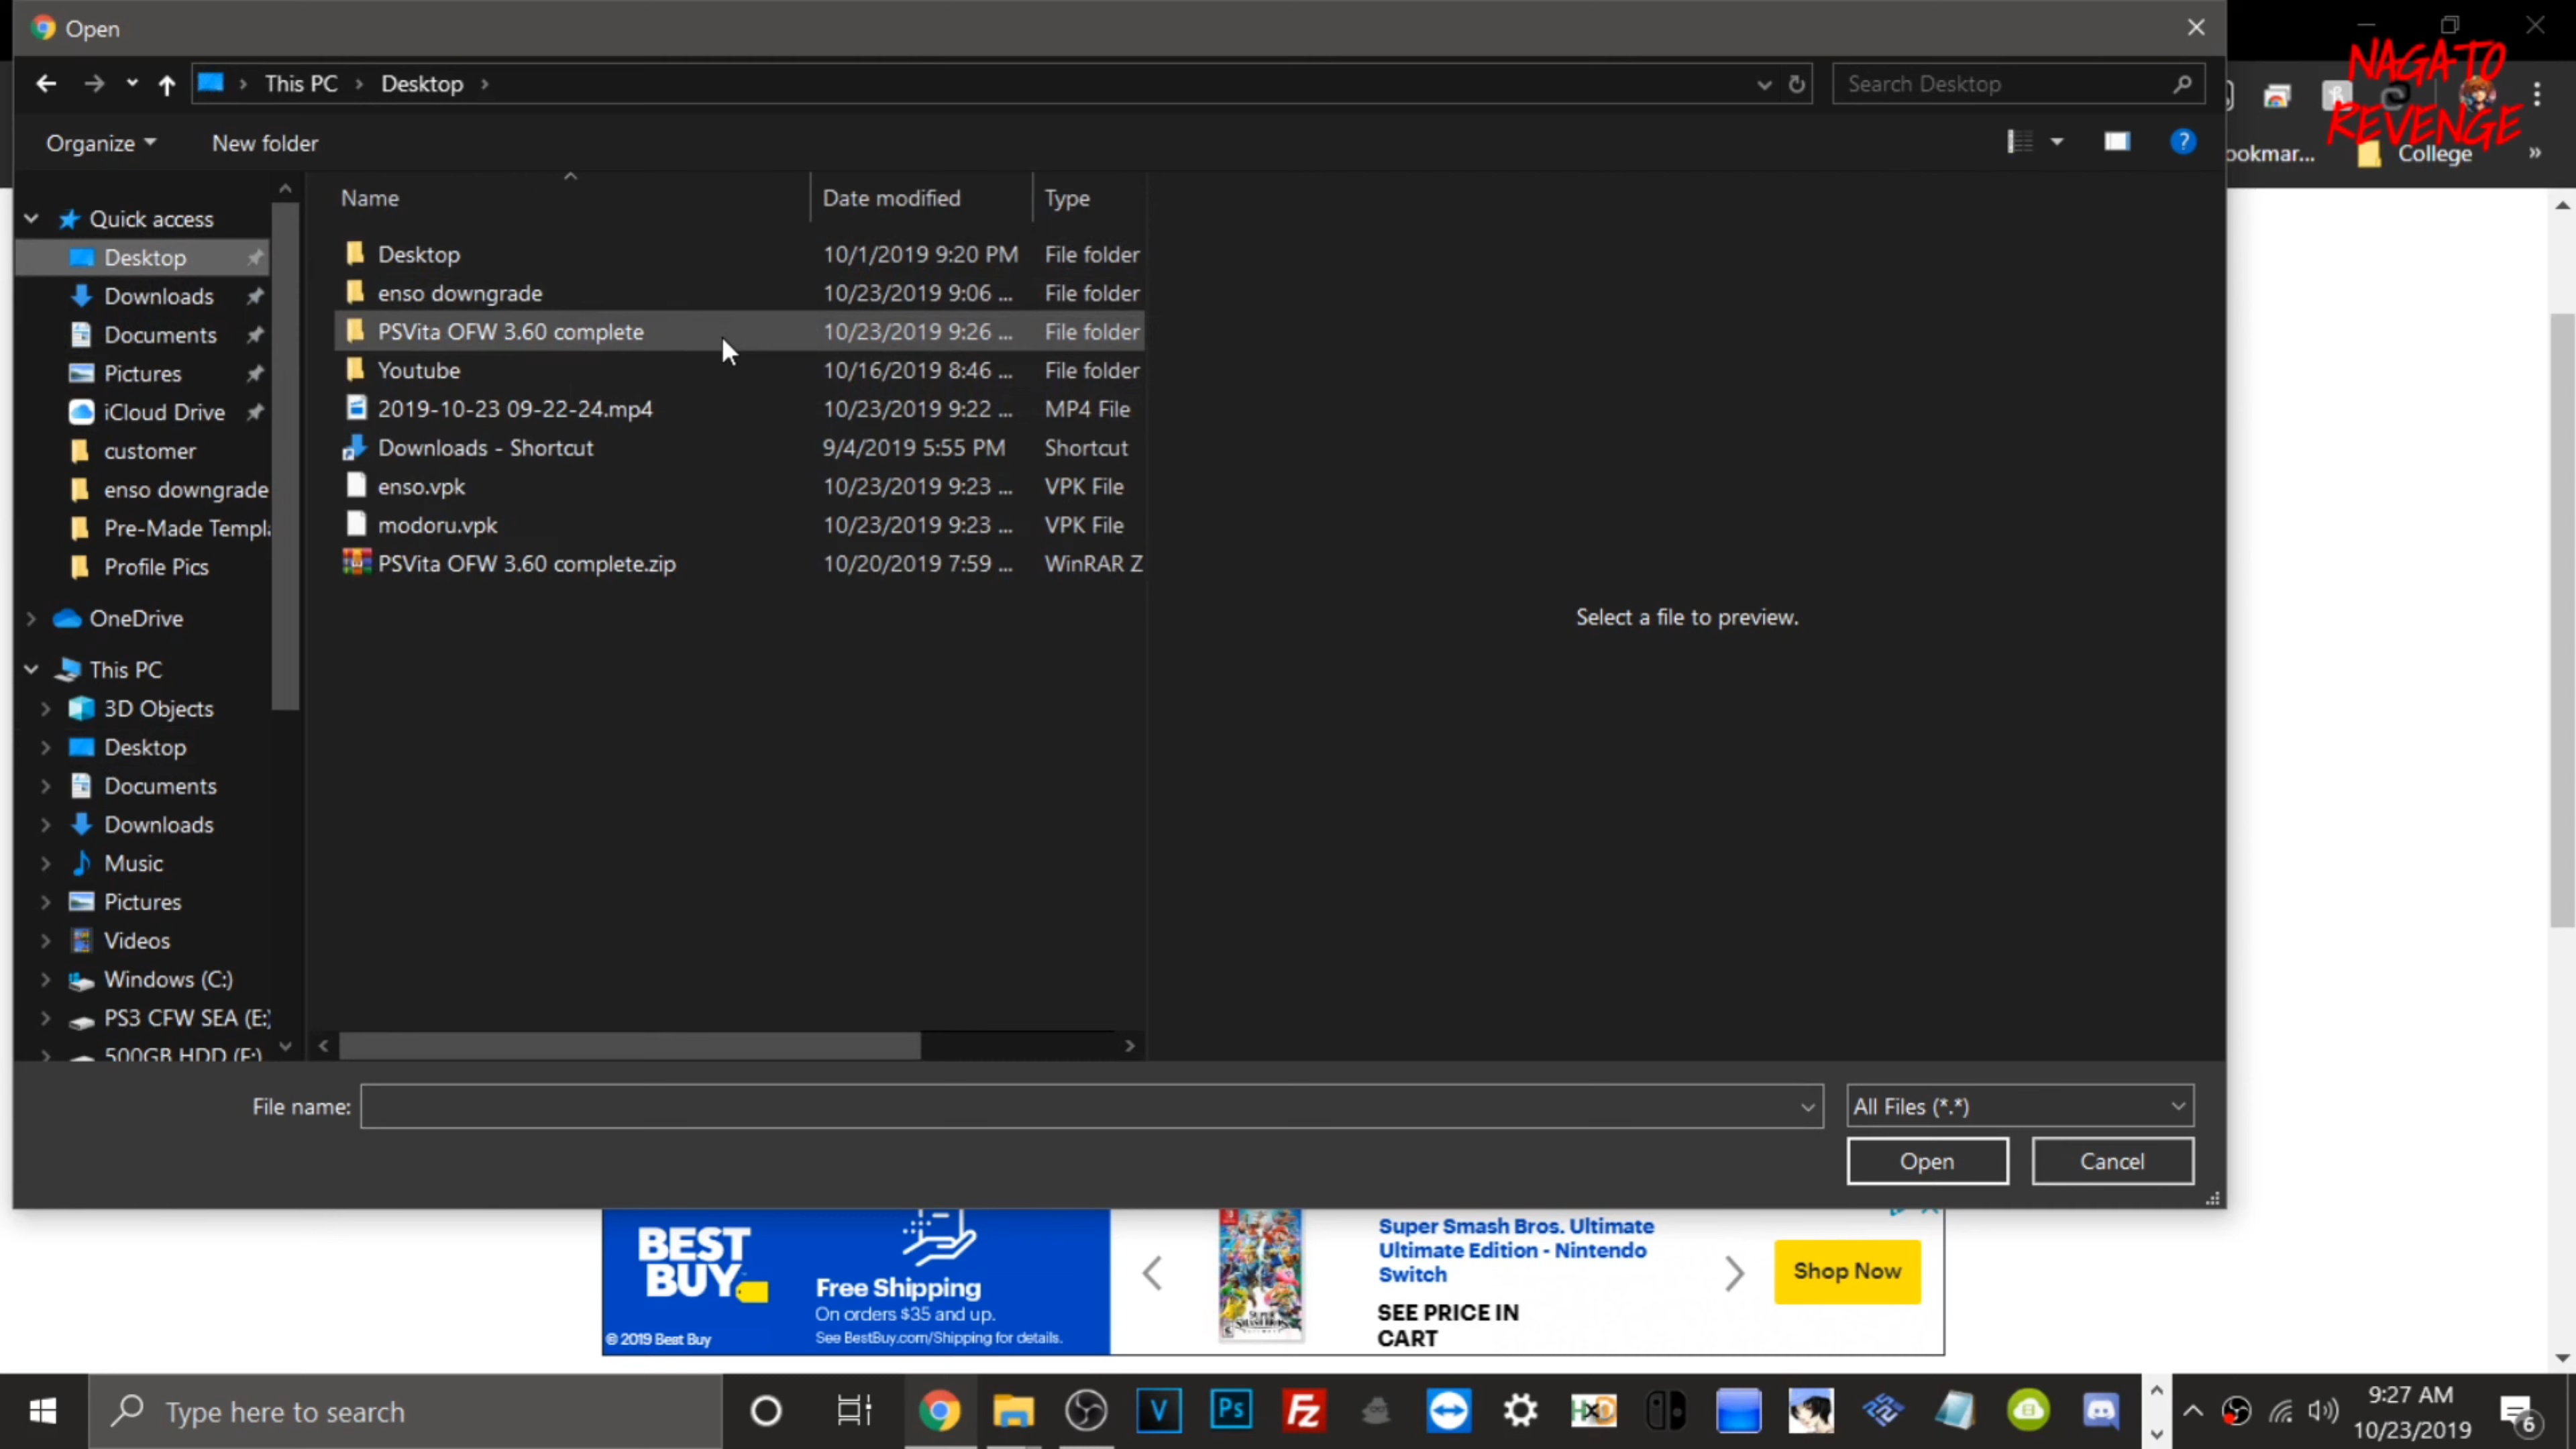 Open
NAGATO
REVENGE
This PC
Desktop
Search Desktop
Organize
New folder
ookmar...
College
»
Name
Date modified
Type
Quick access
Desktop
Downloads
Documents
Pictures
iCloud Drive
customer
enso downgrade
Pre-Made Templ
Profile Pics
OneDrive
This PC
3D Objects
Desktop
Documents
Downloads
Music
Pictures
Videos
Windows (C:)
PS3 CFW SEA (E:)
500GB HDD (F:)
Desktop 10/1/2019 9:20 PM File folder
enso downgrade 10/23/2019 9:06 ... File folder
PSVita OFW 3.60 complete 10/23/2019 9:26 ... File folder
Youtube 10/16/2019 8:46 ... File folder
2019-10-23 09-22-24.mp4 10/23/2019 9:22 ... MP4 File
Downloads - Shortcut 9/4/2019 5:55 PM Shortcut
enso.vpk 10/23/2019 9:23 ... VPK File
modoru.vpk 10/23/2019 9:23 ... VPK File
PSVita OFW 3.60 complete.zip 10/20/2019 7:59 ... WinRAR Z
Select a file to preview.
File name:
All Files (*.*)
Open
Cancel
BEST
BUY
Free Shipping
On orders $35 and up.
See BestBuy.com/Shipping for details.
© 2019 Best Buy
Super Smash Bros. Ultimate
Ultimate Edition - Nintendo
Switch
SEE PRICE IN
CART
Shop Now
Type here to search
V
Ps
Fz
HxD
9:27 AM
10/23/2019
6